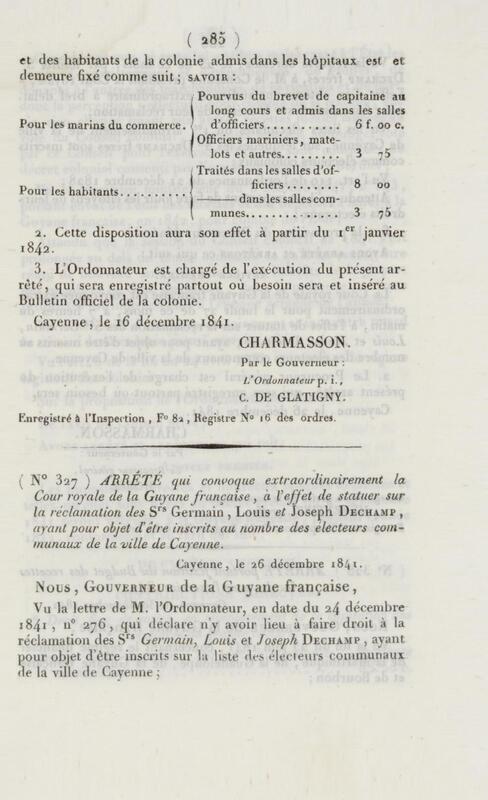 ( 285 )
et des habitants de la colonie admis dans les hôpitaux est et
demeure fixé comme suit ; SAVOIR :
Pour les marins du commerce.
Pourvus du brevet de capitaine au
long cours et admis dans les salles
d'officiers........... 6 f. 00 c.
Officiers mariniers, mate-
lots et autres......... 3 75
Pour les habitants..........
Traités dans les salles d'of-
ficiers ........ 8 00
——— dans les salles com-
munes.............. 3 75
2. Cette disposition aura son effet à partir du 1er janvier
1842.
3. L'Ordonnateur est chargé de l'exécution du présent ar-
rêté, qui sera enregistré partout où besoin sera et inséré au
Bulletin officiel de la colonie.
Cayenne, le 16 décembre 1841.
CHARMASSON.
Par le Gouverneur :
L'Ordonnateur p. i.,
C. DE GLATIGNY.
Enregistré à l'Inspection , F° 82 , Registre N° 16 des ordres.
( N° 327 ) ARRÊTÉ qui convoque extraordinairement la
Cour royale de la Guyane française , à l'effet de statuer sur
la réclamation des Srs Germain , Louis et Joseph DECHAMP ,
ayant pour objet d'être inscrits au nombre des électeurs com-
munaux de la ville de Cayenne.
Cayenne, le 26 décembre 1841.
NOUS , GOUVERNEUR de la Guyane française ,
Vu la lettre de M. l'Ordonnateur, en date du 24 décembre
1841 , n° 276, qui déclare n'y avoir lieu à faire droit à la
réclamation des Srs Germain, Louis et Joseph DECHAMP , ayant
pour objet d'être inscrits sur la liste des électeurs communaux
de la ville de Cayenne ;